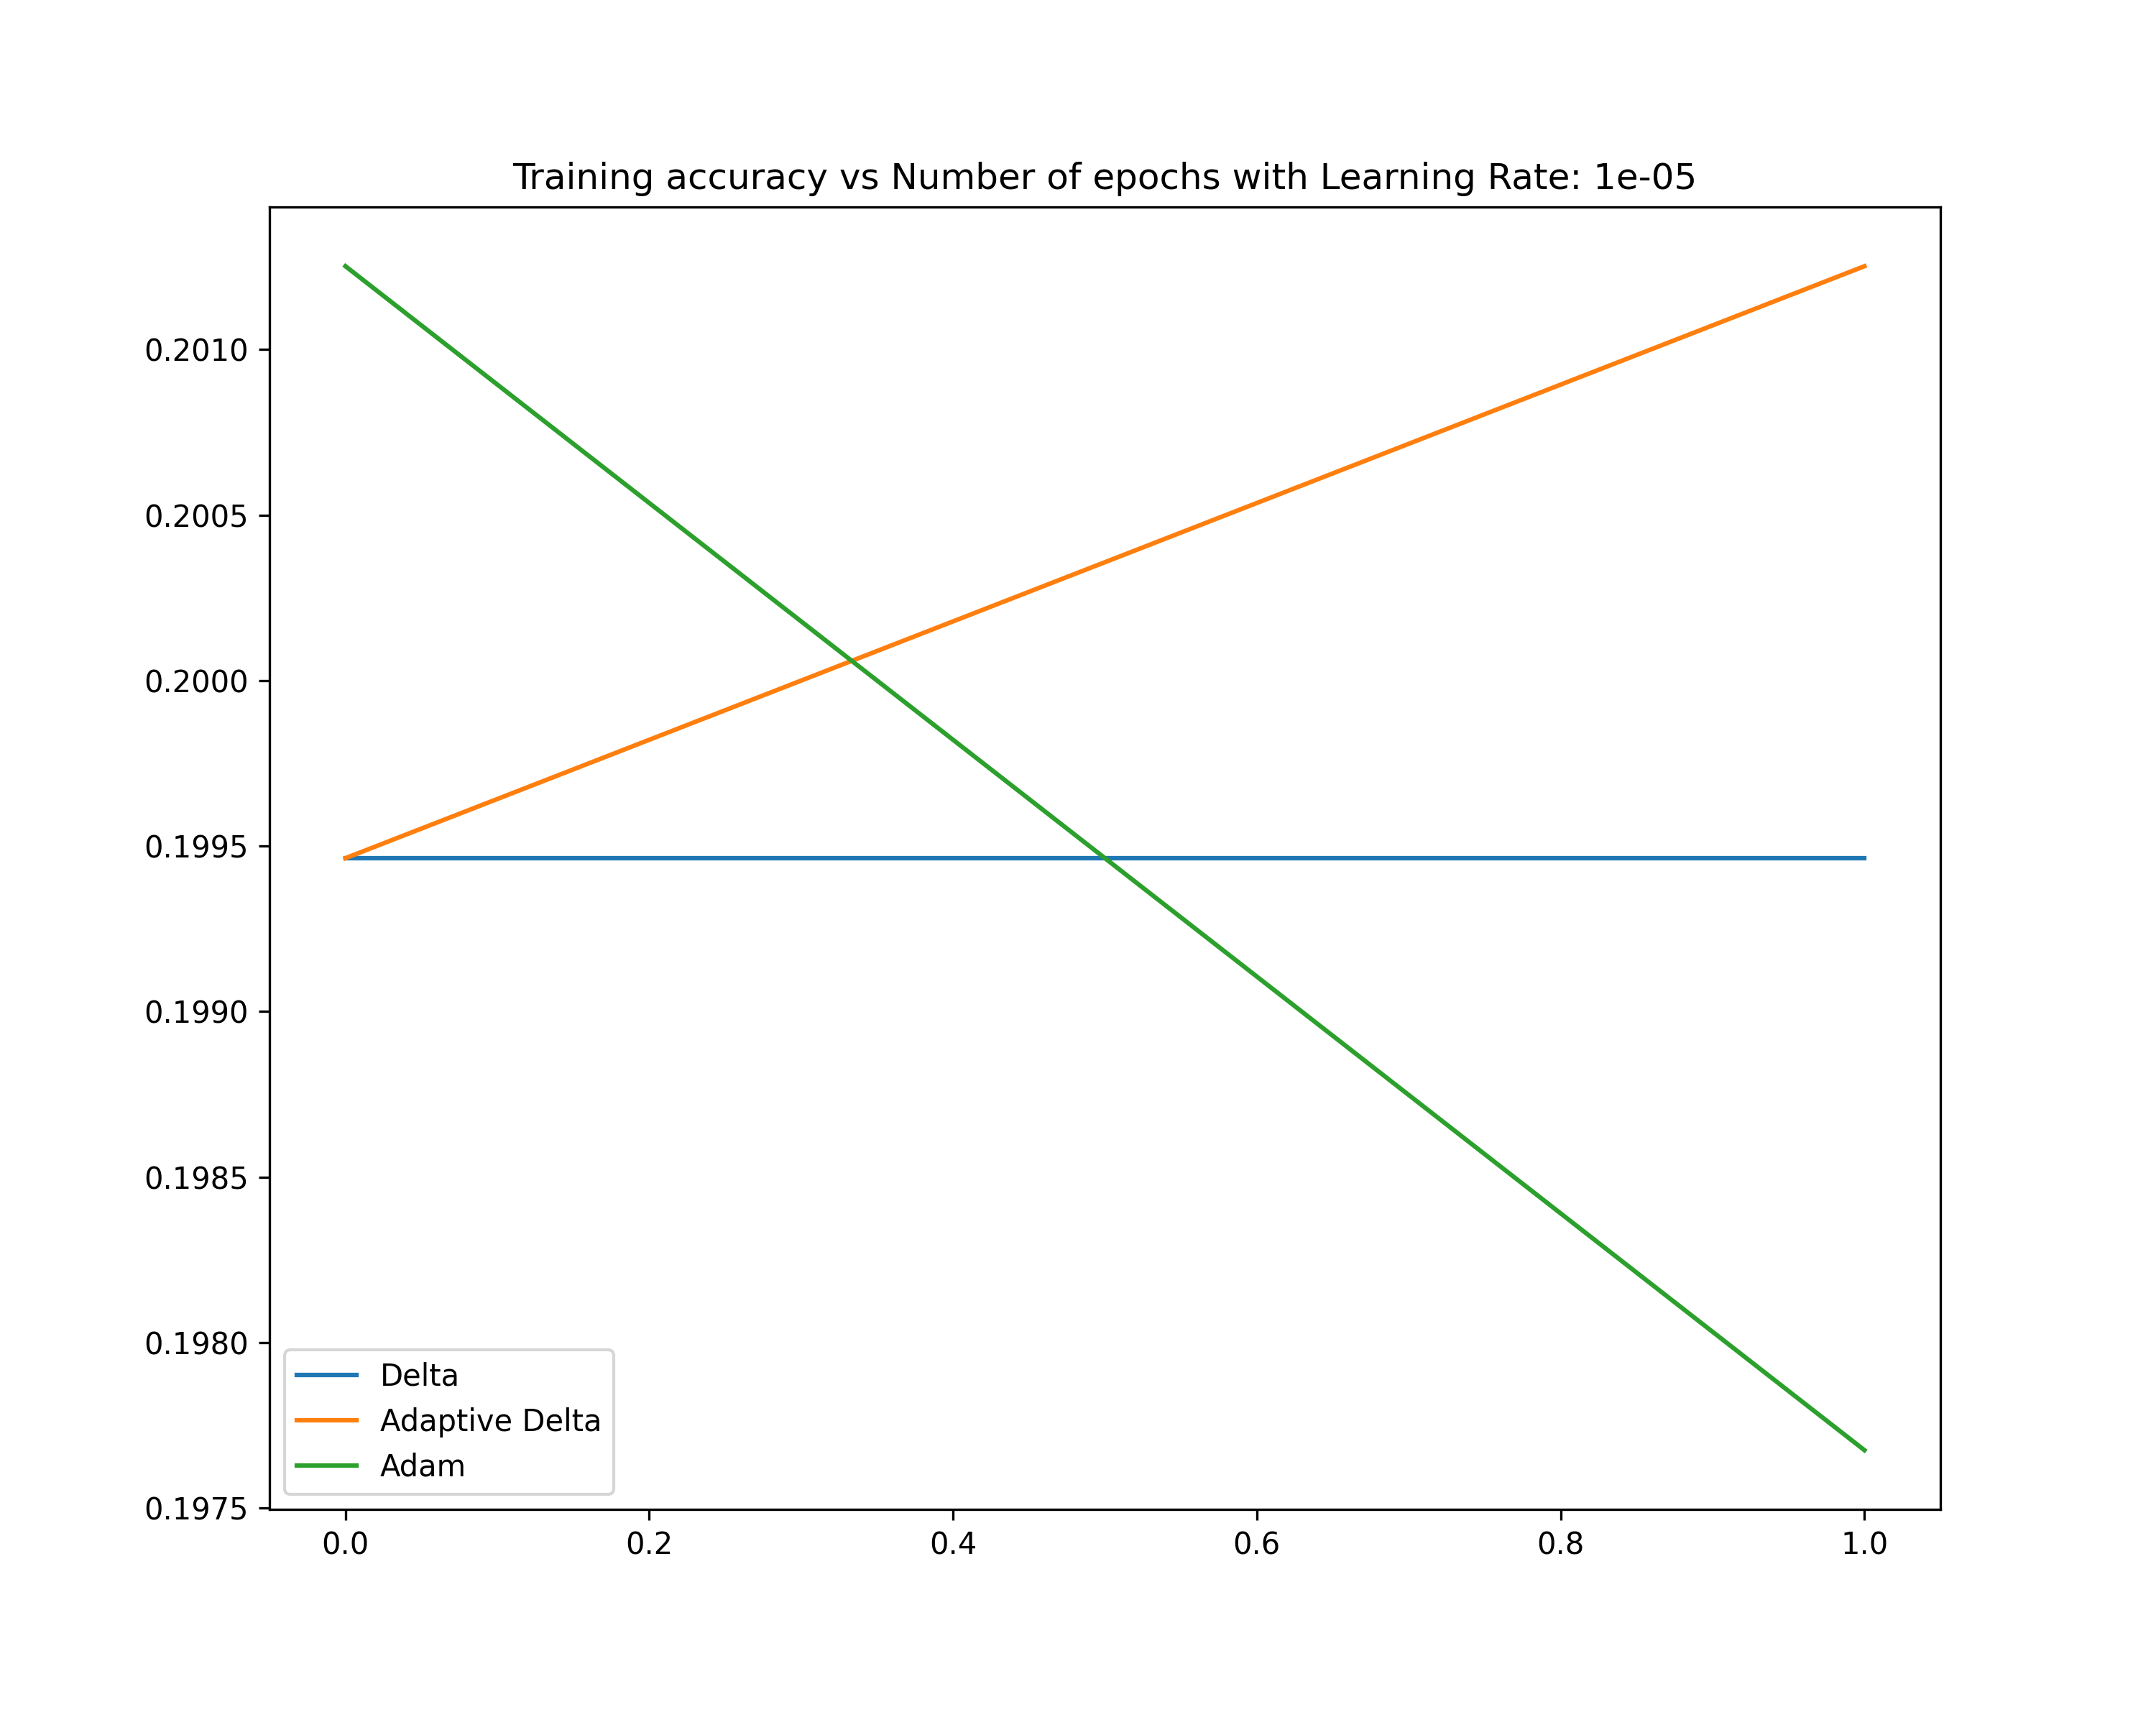 Training accuracy vs Number of epochs with Learning Rate: 1e-05
0.2010
0.2005
0.2000
0.1995
0.1990
0.1985
0.1980
0.1975
Delta
Adaptive Delta
Adam
0.0 0.2 0.4 0.6 0.8 1.0